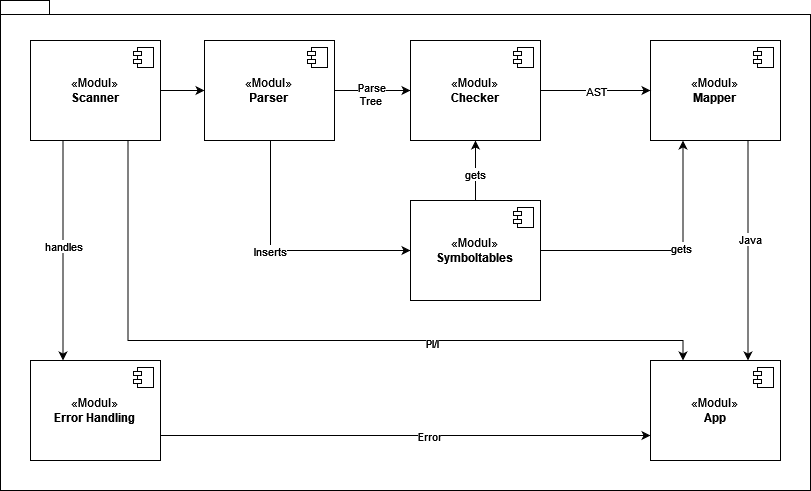 «Modul»
Scanner
«Modul»
Parser
Parse
Tree
«Modul»
Checker
AST
«Modul»
Mapper
gets
handles
Inserts
«Modul»
Symboltables
gets
Java
Pl/I
«Modul»
Error Handling
Error
«Modul»
App